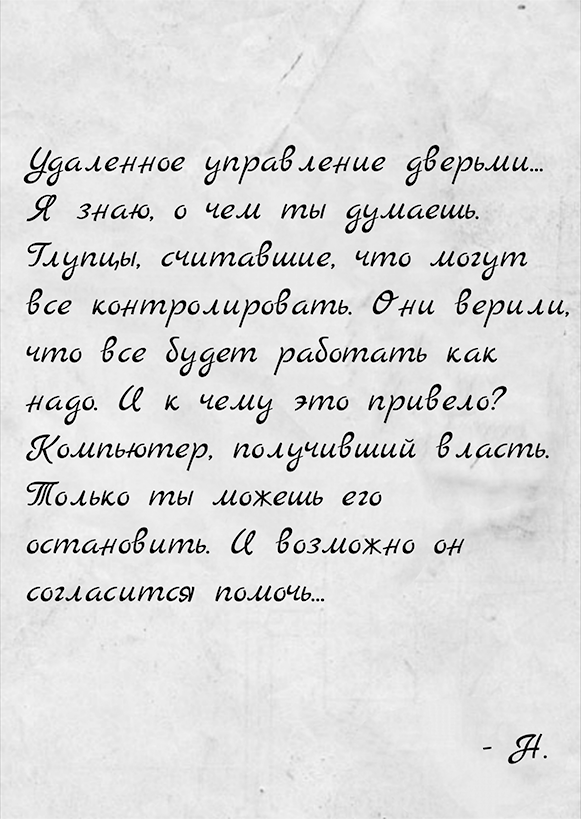 Удаленное управление дверьми...
Я знаю, о чем ты думаешь.
Глупцы, считавшие, что могут
все контролировать. Они верили,
что все будет работать как
надо. И к чему это привело?
Компьютер, получивший власть.
Только ты можешь его
остановить. И возможно он
согласится помочь...
- Н.